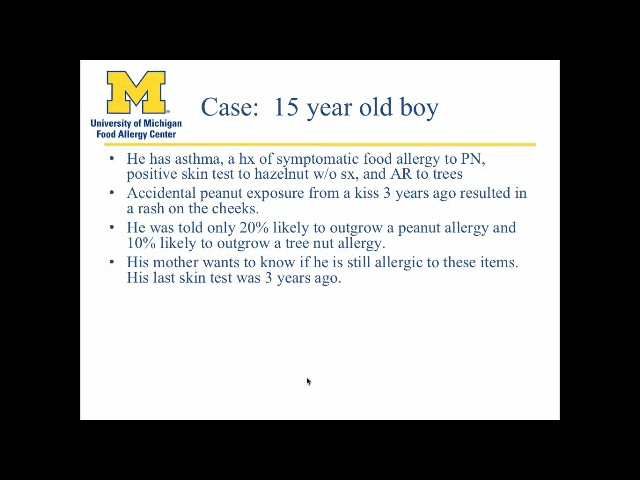 M
University of Michigan
Food Allergy Center
Case: 15 year old boy
• He has asthma, a hx of symptomatic food allergy to PN,
positive skin test to hazelnut w/o sx, and AR to trees
• Accidental peanut exposure from a kiss 3 years ago resulted in
a rash on the cheeks.
• He was told only 20% likely to outgrow a peanut allergy and
10% likely to outgrow a tree nut allergy.
• His mother wants to know if he is still allergic to these items.
His last skin test was 3 years ago.